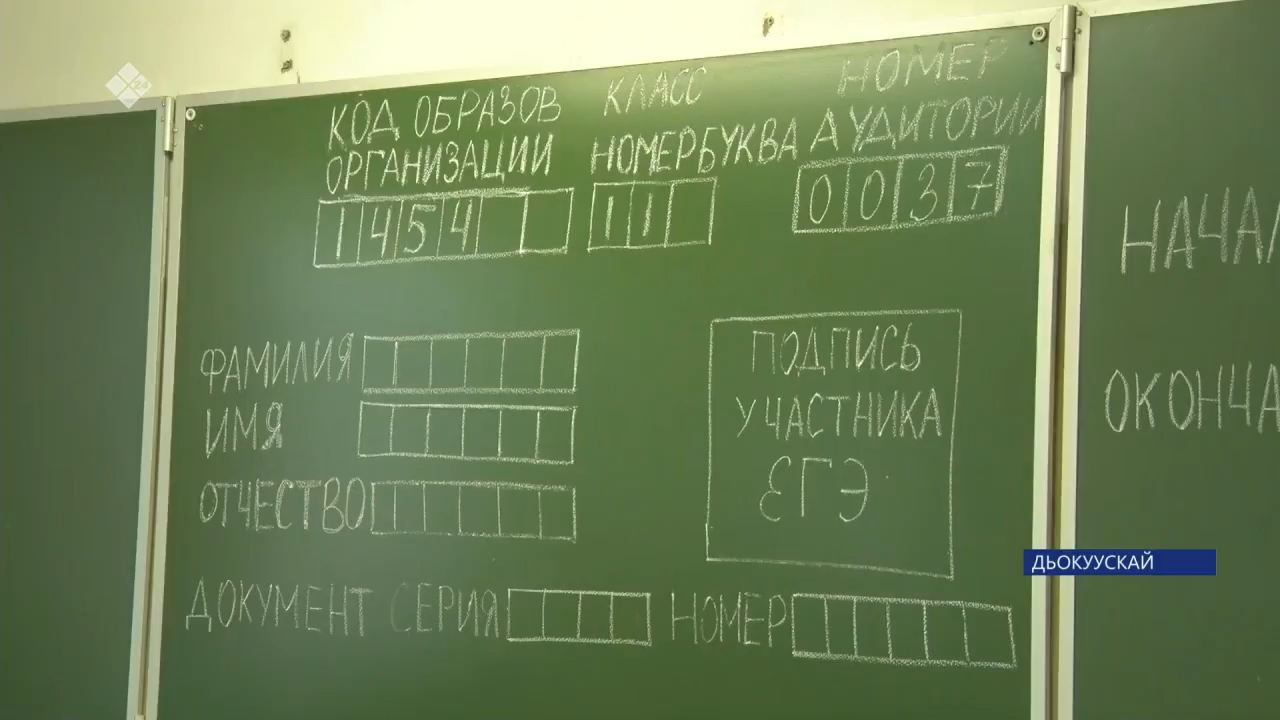 КОД ОБРАЗОВ
ОРГАНИЗАЦИИ
1454
КЛАСС
НОМЕР БУКВА
11
НОМЕР
АУДИТОРИИ
0037
ФАМИЛИЯ
ИМЯ
ОТЧЕСТВО
ПОДПИСЬ
УЧАСТНИКА
ЕГЭ
ДОКУМЕНТ СЕРИЯ
НОМЕР
НАЧА
ОКОНЧА
ДЬОКУУСКАЙ